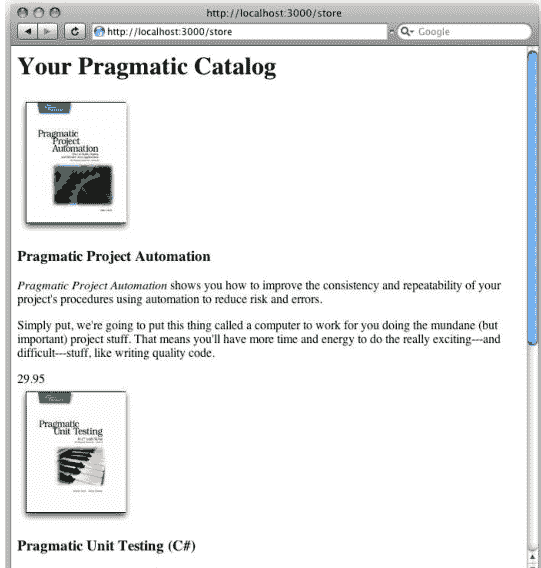 http://localhost:3000/store
http://localhost:3000/store
Google
Your Pragmatic Catalog
Pragmatic
Project
Automation
Pragmatic Project Automation
Pragmatic Project Automation shows you how to improve the consistency and repeatability of your
project's procedures using automation to reduce risk and errors.
Simply put, we're going to put this thing called a computer to work for you doing the mundane (but
important) project stuff. That means you'll have more time and energy to do the really exciting---and
difficult---stuff, like writing quality code.
29.95
Pragmatic
Unit Testing
Pragmatic Unit Testing (C#)